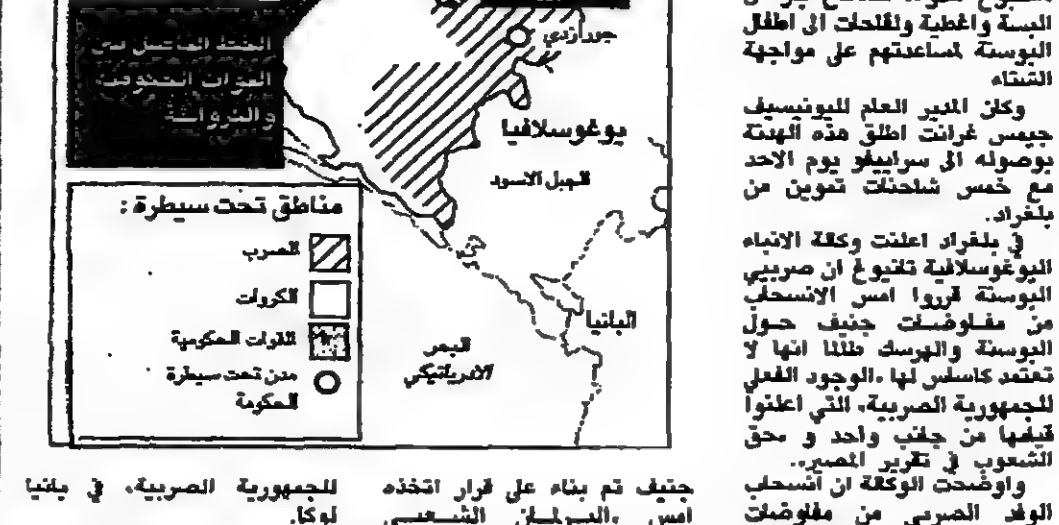 البسة واغطية ولقاحات الى اطفال
البوسنة لمساعدتهم على مواجهة
الشتاء
وكان المدير العام لليونيسيف
جيمس غرانت اطلق هذه الهدنة
بوصوله الى سراييفو يوم الاحد
مع خمس شاحنات تموين من
بلغراد.
في بلغراد اعلنت وكالة الانباء
اليوغوسلافية تانيوغ ان صربيي
البوسنة قرروا امس الانسحاب
من مفاوضات جنيف حول
البوسنة والهرسك طالما انها لا
تعتمد كاساس لها «الوجود الفعلي
للجمهورية الصربية» التي اعلنوا
قيامها من جانب واحد و «حق
الشعوب في تقرير المصير».
واوضحت الوكالة ان انسحاب
الوفد الصربي من مفاوضات
جنيف تم بناء على قرار اتخذه
امس «البرلمان الشعبي
للجمهورية الصربية» في بانيا
لوكا.
الخط الفاصل بين
القوات
والكرواتية
جورازدي
يوغوسلافيا
الجبل الاسود
البانيا
البحر
الادرياتيكي
مناطق تحت سيطرة :
الصرب
الكروات
القوات الحكومية
مدن تحت سيطرة
الحكومة